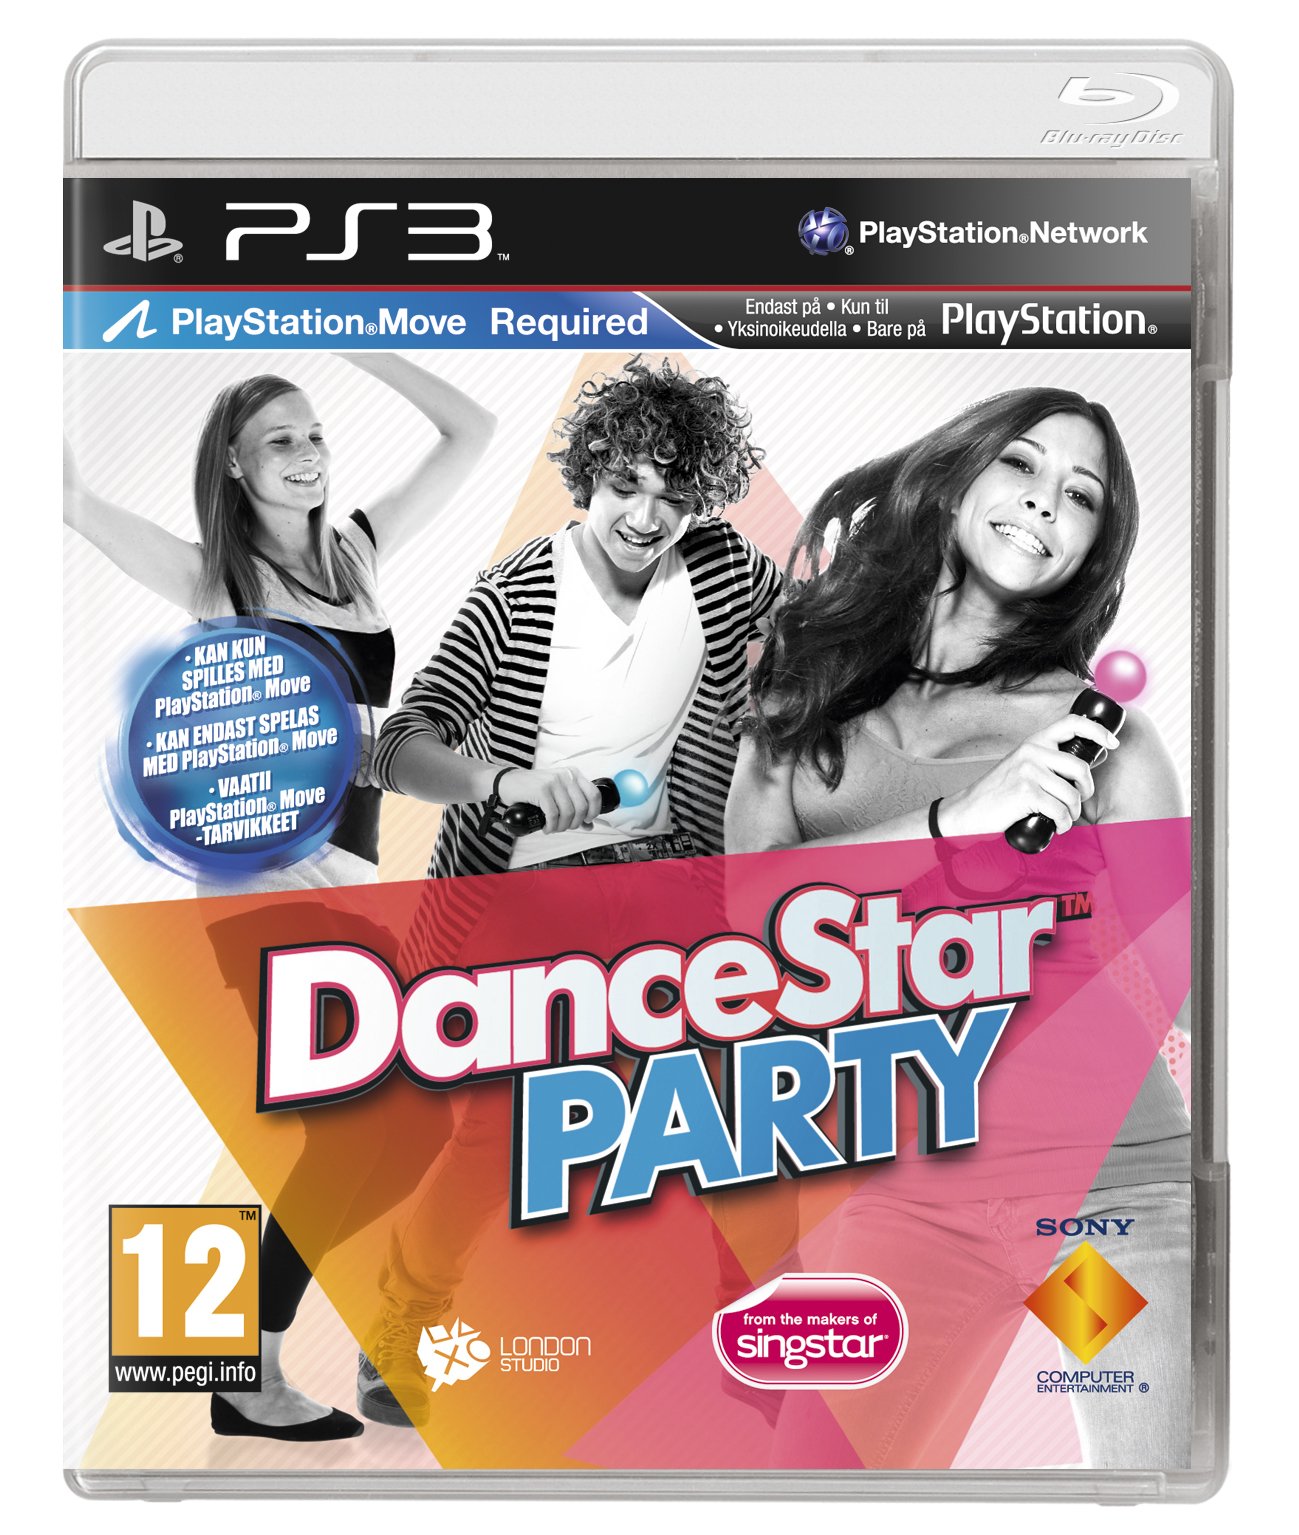 Blu-ray Disc
PS3™
PlayStation®Network
PlayStation®Move Required
Endast på • Kun til
• Yksinoikeudella • Bare på
PlayStation®
• KAN KUN
SPILLES MED
PlayStation® Move
• KAN ENDAST SPELAS
MED PlayStation® Move
• VAATII
PlayStation® Move
-TARVIKKEET
DanceStar™
PARTY
12™
www.pegi.info
LONDON
STUDIO
from the makers of
singstar®
SONY
COMPUTER
ENTERTAINMENT®